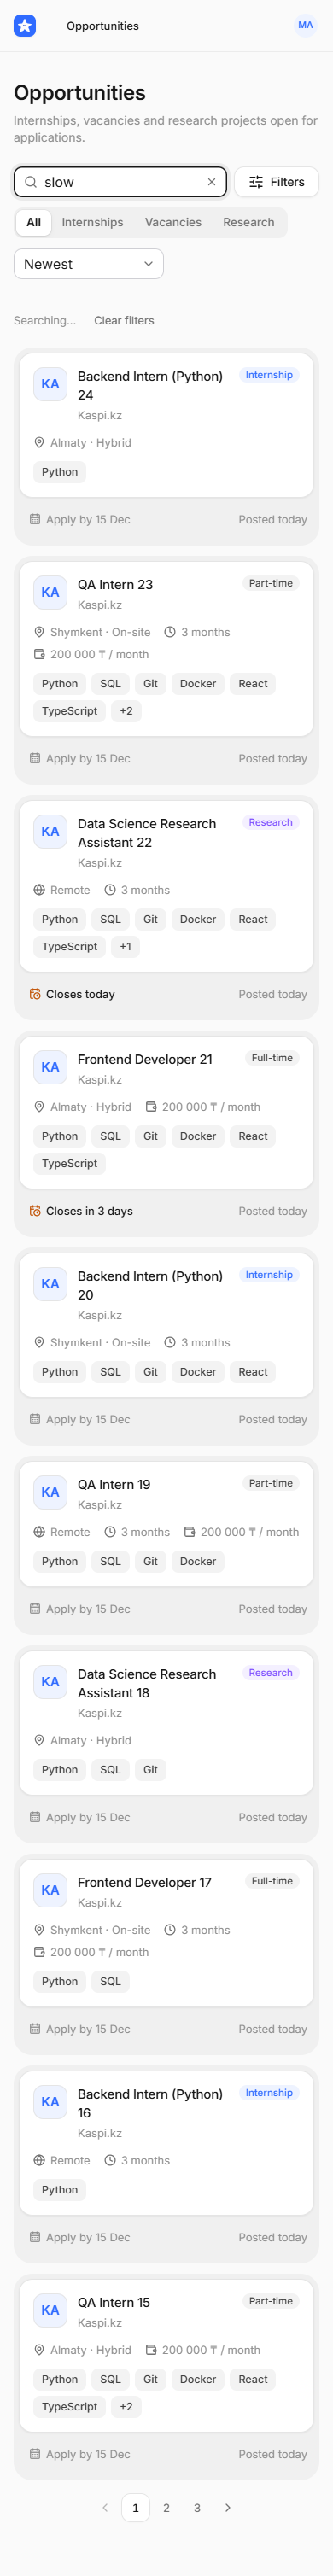 Opportunities
MA
Opportunities
Internships, vacancies and research projects open for
applications.
slow
Filters
All Internships Vacancies Research
Newest
Searching... Clear filters
KA
Backend Intern (Python)
24
Internship
Kaspi.kz
Almaty · Hybrid
Python
Apply by 15 Dec Posted today
KA
QA Intern 23
Part-time
Kaspi.kz
Shymkent · On-site 3 months
200 000 ₸ / month
Python SQL Git Docker React
TypeScript +2
Apply by 15 Dec Posted today
KA
Data Science Research
Assistant 22
Research
Kaspi.kz
Remote 3 months
Python SQL Git Docker React
TypeScript +1
Closes today Posted today
KA
Frontend Developer 21
Full-time
Kaspi.kz
Almaty · Hybrid 200 000 ₸ / month
Python SQL Git Docker React
TypeScript
Closes in 3 days Posted today
KA
Backend Intern (Python)
20
Internship
Kaspi.kz
Shymkent · On-site 3 months
Python SQL Git Docker React
Apply by 15 Dec Posted today
KA
QA Intern 19
Part-time
Kaspi.kz
Remote 3 months 200 000 ₸ / month
Python SQL Git Docker
Apply by 15 Dec Posted today
KA
Data Science Research
Assistant 18
Research
Kaspi.kz
Almaty · Hybrid
Python SQL Git
Apply by 15 Dec Posted today
KA
Frontend Developer 17
Full-time
Kaspi.kz
Shymkent · On-site 3 months
200 000 ₸ / month
Python SQL
Apply by 15 Dec Posted today
KA
Backend Intern (Python)
16
Internship
Kaspi.kz
Remote 3 months
Python
Apply by 15 Dec Posted today
KA
QA Intern 15
Part-time
Kaspi.kz
Almaty · Hybrid 200 000 ₸ / month
Python SQL Git Docker React
TypeScript +2
Apply by 15 Dec Posted today
1 2 3